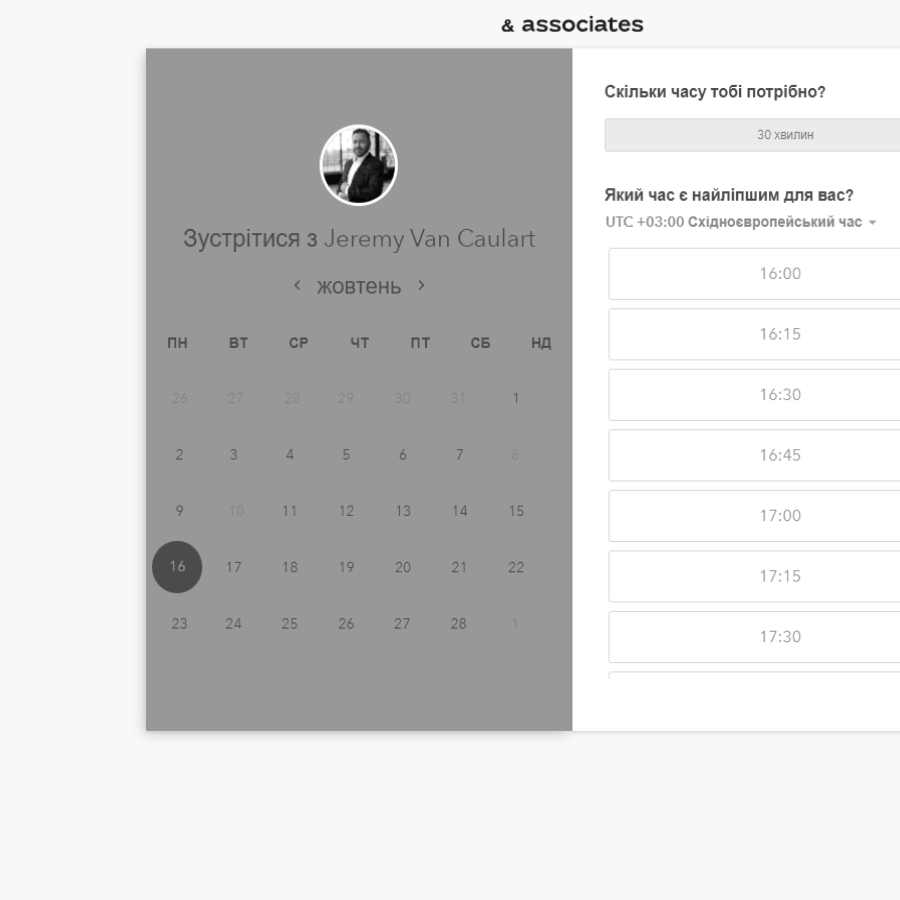 & associates
Зустрітися з Jeremy Van Caulart
жовтень
ПН ВТ СР ЧТ ПТ СБ НД
26 27 28 29 30 31 1
2 3 4 5 6 7 8
9 10 11 12 13 14 15
16 17 18 19 20 21 22
23 24 25 26 27 28 1
Скільки часу тобі потрібно?
30 хвилин
Який час є найліпшим для вас?
UTC +03:00 Східноєвропейський час
16:00
16:15
16:30
16:45
17:00
17:15
17:30